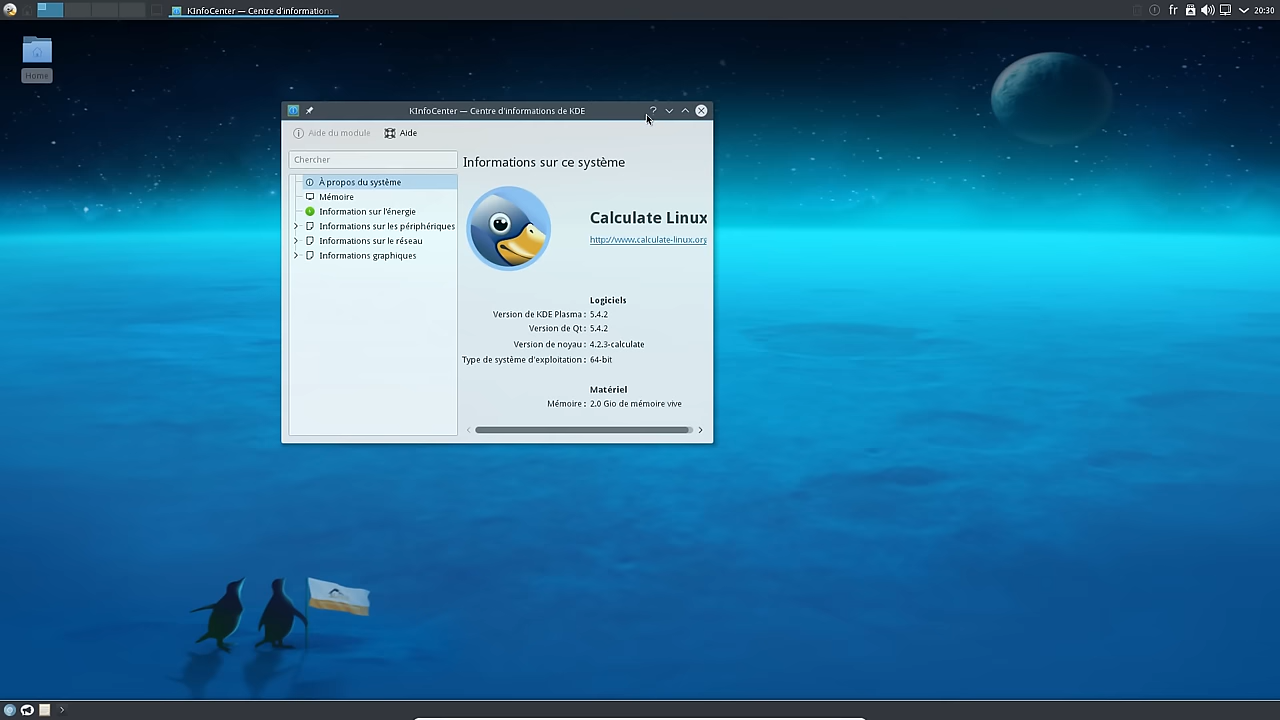 KInfoCenter — Centre d'informations
fr
20:30
Home
KInfoCenter — Centre d'informations de KDE
?
Aide du module
Aide
Chercher
À propos du système
Mémoire
Information sur l'énergie
Informations sur les périphériques
Informations sur le réseau
Informations graphiques
Informations sur ce système
Calculate Linux
http://www.calculate-linux.org
Logiciels
Version de KDE Plasma : 5.4.2
Version de Qt : 5.4.2
Version de noyau : 4.2.3-calculate
Type de système d'exploitation : 64-bit
Matériel
Mémoire : 2.0 Gio de mémoire vive